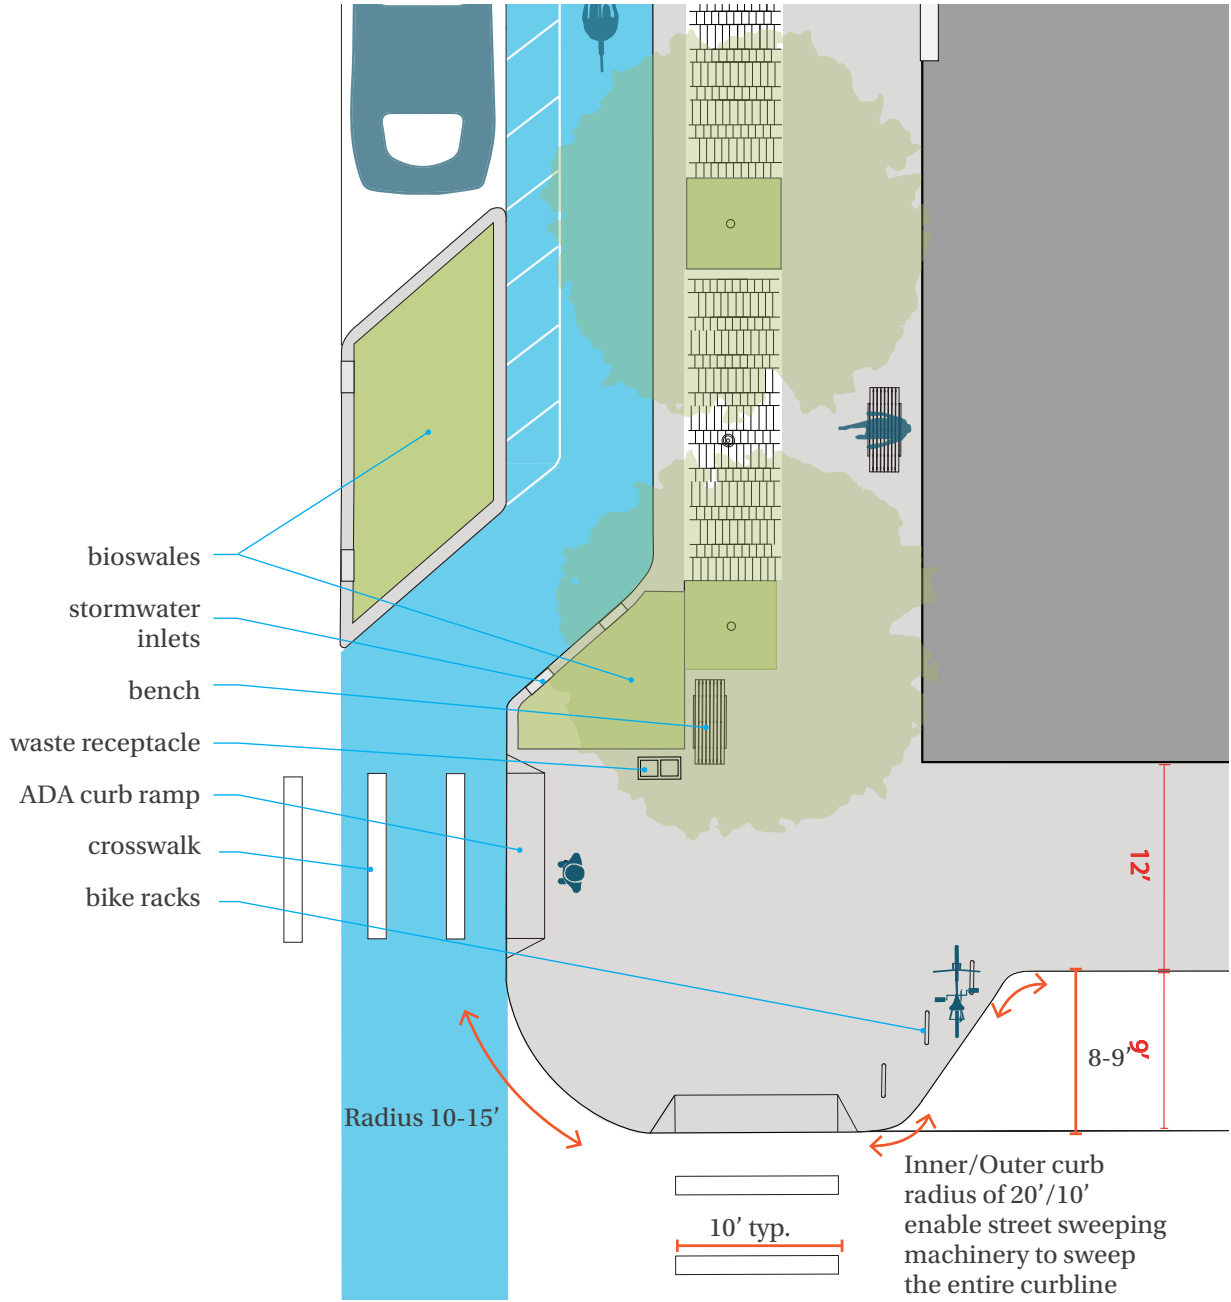 bioswales
stormwater
inlets
bench
waste receptacle
ADA curb ramp
crosswalk
bike racks
12’
9’
8-9’
Radius 10-15’
10’ typ.
Inner/Outer curb
radius of 20’/10’
enable street sweeping
machinery to sweep
the entire curbline